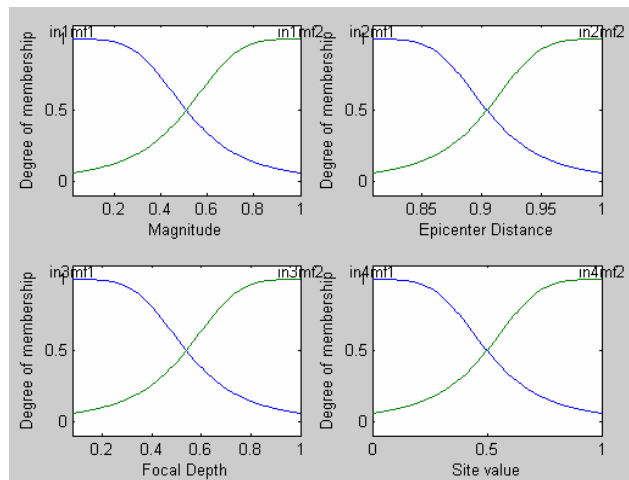 in1mf1 in1mf2
Degree of membership
1
0.5
0
0.2 0.4 0.6 0.8 1
Magnitude
in2mf1 in2mf2
Degree of membership
1
0.5
0
0.85 0.9 0.95 1
Epicenter Distance
in3mf1 in3mf2
Degree of membership
1
0.5
0
0.2 0.4 0.6 0.8 1
Focal Depth
in4mf1 in4mf2
Degree of membership
1
0.5
0
0 0.5 1
Site value